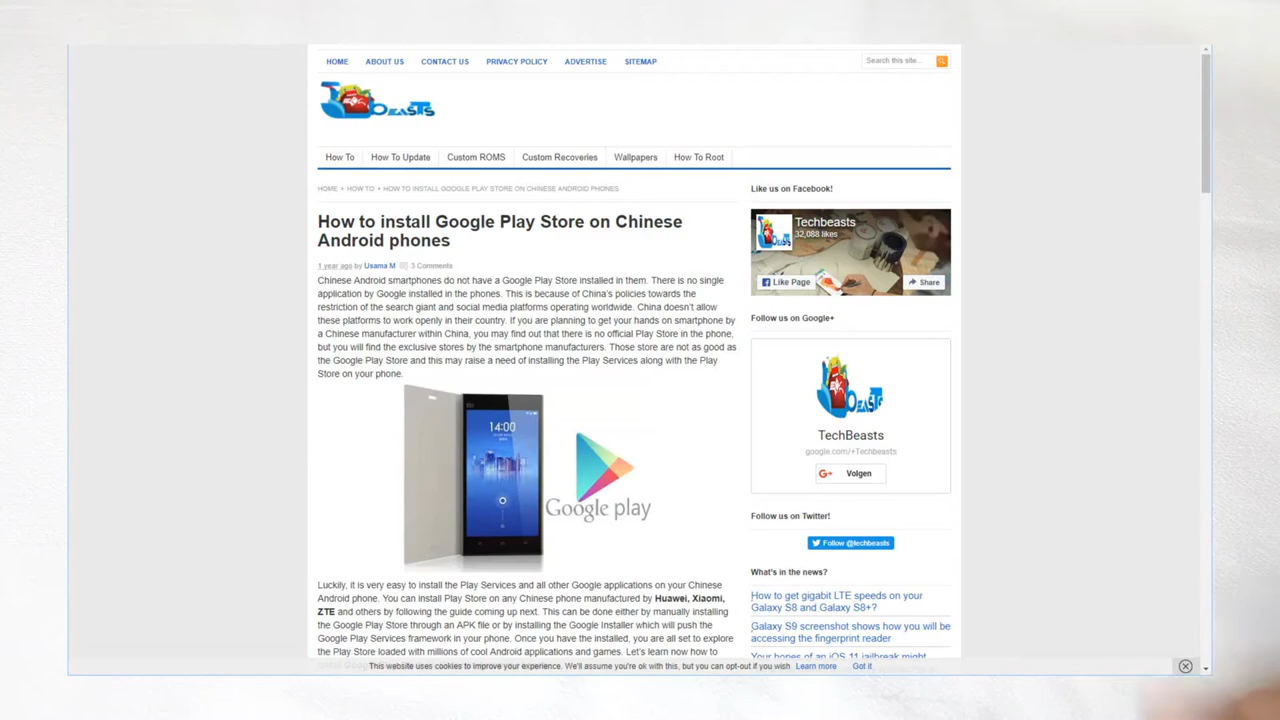 HOME ABOUT US CONTACT US PRIVACY POLICY ADVERTISE SITEMAP Search this site...
BEASTS
How To How To Update Custom ROMS Custom Recoveries Wallpapers How To Root
HOME HOW TO HOW TO INSTALL GOOGLE PLAY STORE ON CHINESE ANDROID PHONES
How to install Google Play Store on Chinese
Android phones
1 year ago by Usama M 3 Comments
Chinese Android smartphones do not have a Google Play Store installed in them. There is no single
application by Google installed in the phones. This is because of China's policies towards the
restriction of the search giant and social media platforms operating worldwide. China doesn't allow
these platforms to work openly in their country. If you are planning to get your hands on smartphone by
a Chinese manufacturer within China, you may find out that there is no official Play Store in the phone,
but you will find the exclusive stores by the smartphone manufacturers. Those store are not as good as
the Google Play Store and this may raise a need of installing the Play Services along with the Play
Store on your phone.
14:00
Google play
Luckily, it is very easy to install the Play Services and all other Google applications on your Chinese
Android phone. You can install Play Store on any Chinese phone manufactured by Huawei, Xiaomi,
ZTE and others by following the guide coming up next. This can be done either by manually installing
the Google Play Store through an APK file or by installing the Google Installer which will push the
Google Play Services framework in your phone. Once you have the installed, you are all set to explore
the Play Store loaded with millions of cool Android applications and games. Let's learn now how to
Like us on Facebook!
Techbeasts
32,088 likes
Like Page Share
Follow us on Google+
BEASTS
TechBeasts
google.com/+Techbeasts
G+ Volgen
Follow us on Twitter!
Follow @techbeasts
What's in the news?
How to get gigabit LTE speeds on your
Galaxy S8 and Galaxy S8+?
Galaxy S9 screenshot shows how you will be
accessing the fingerprint reader
Your hopes of an iOS 11 jailbreak might
This website uses cookies to improve your experience. We'll assume you're ok with this, but you can opt-out if you wish Learn more Got it